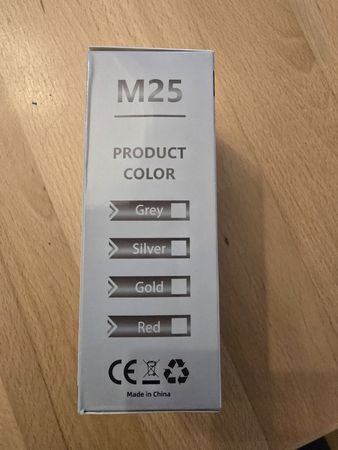 M25
PRODUCT
COLOR
Grey
Silver
Gold
Red
CE
Made in China